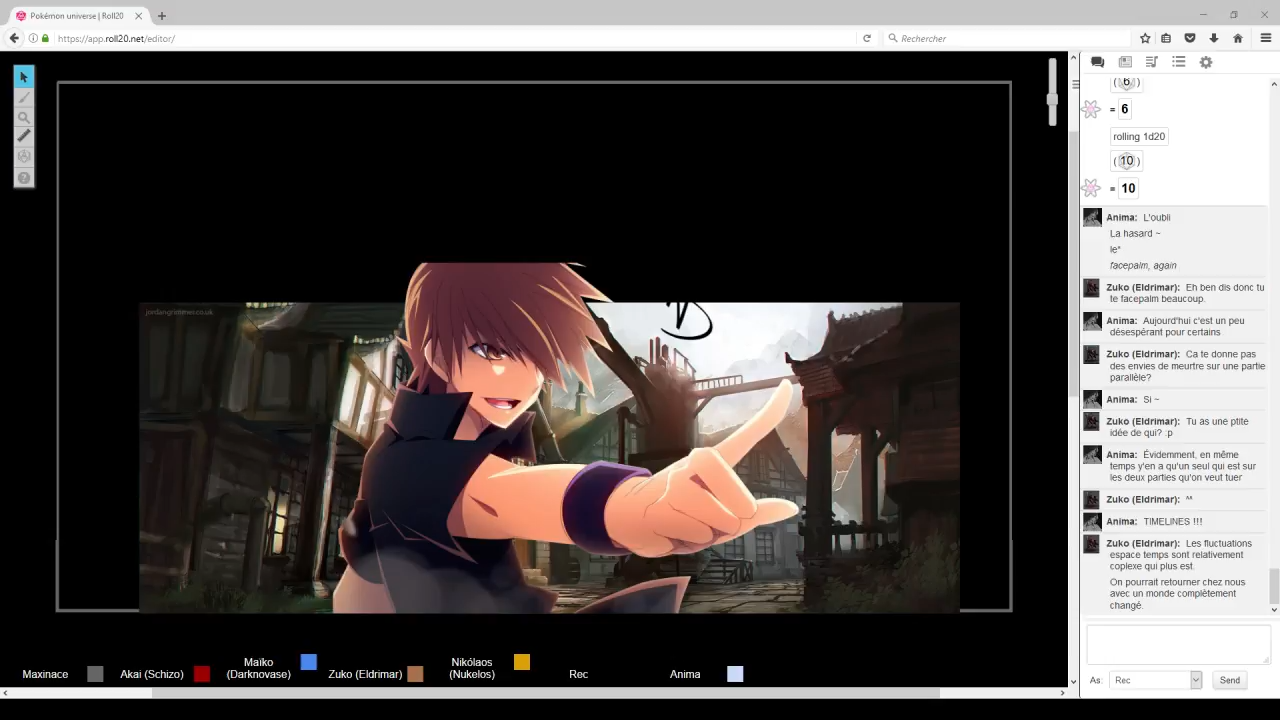 Pokémon universe | Roll20
https://app.roll20.net/editor/
Rechercher
( 6 )
= 6
rolling 1d20
( 10 )
= 10
Anima: L'oubli
La hasard ~
le*
facepalm, again
Zuko (Eldrimar): Eh ben dis donc tu
te facepalm beaucoup.
Anima: Aujourd'hui c'est un peu
désespérant pour certains
Zuko (Eldrimar): Ca te donne pas
des envies de meurtre sur une partie
parallèle?
Anima: Si ~
Zuko (Eldrimar): Tu as une ptite
idée de qui? :p
Anima: Évidemment, en même
temps y'en a qu'un seul qui est sur
les deux parties qu'on veut tuer
Zuko (Eldrimar): ^^
Anima: TIMELINES !!!
Zuko (Eldrimar): Les fluctuations
espace temps sont relativement
coplexe qui plus est.
On pourrait retourner chez nous
avec un monde complètement
changé.
As: Rec
Send
jordangrimmer.co.uk
Maxinace
Akai (Schizo)
Maïko
(Darknovase)
Zuko (Eldrimar)
Nikólaos
(Nukelos)
Rec
Anima